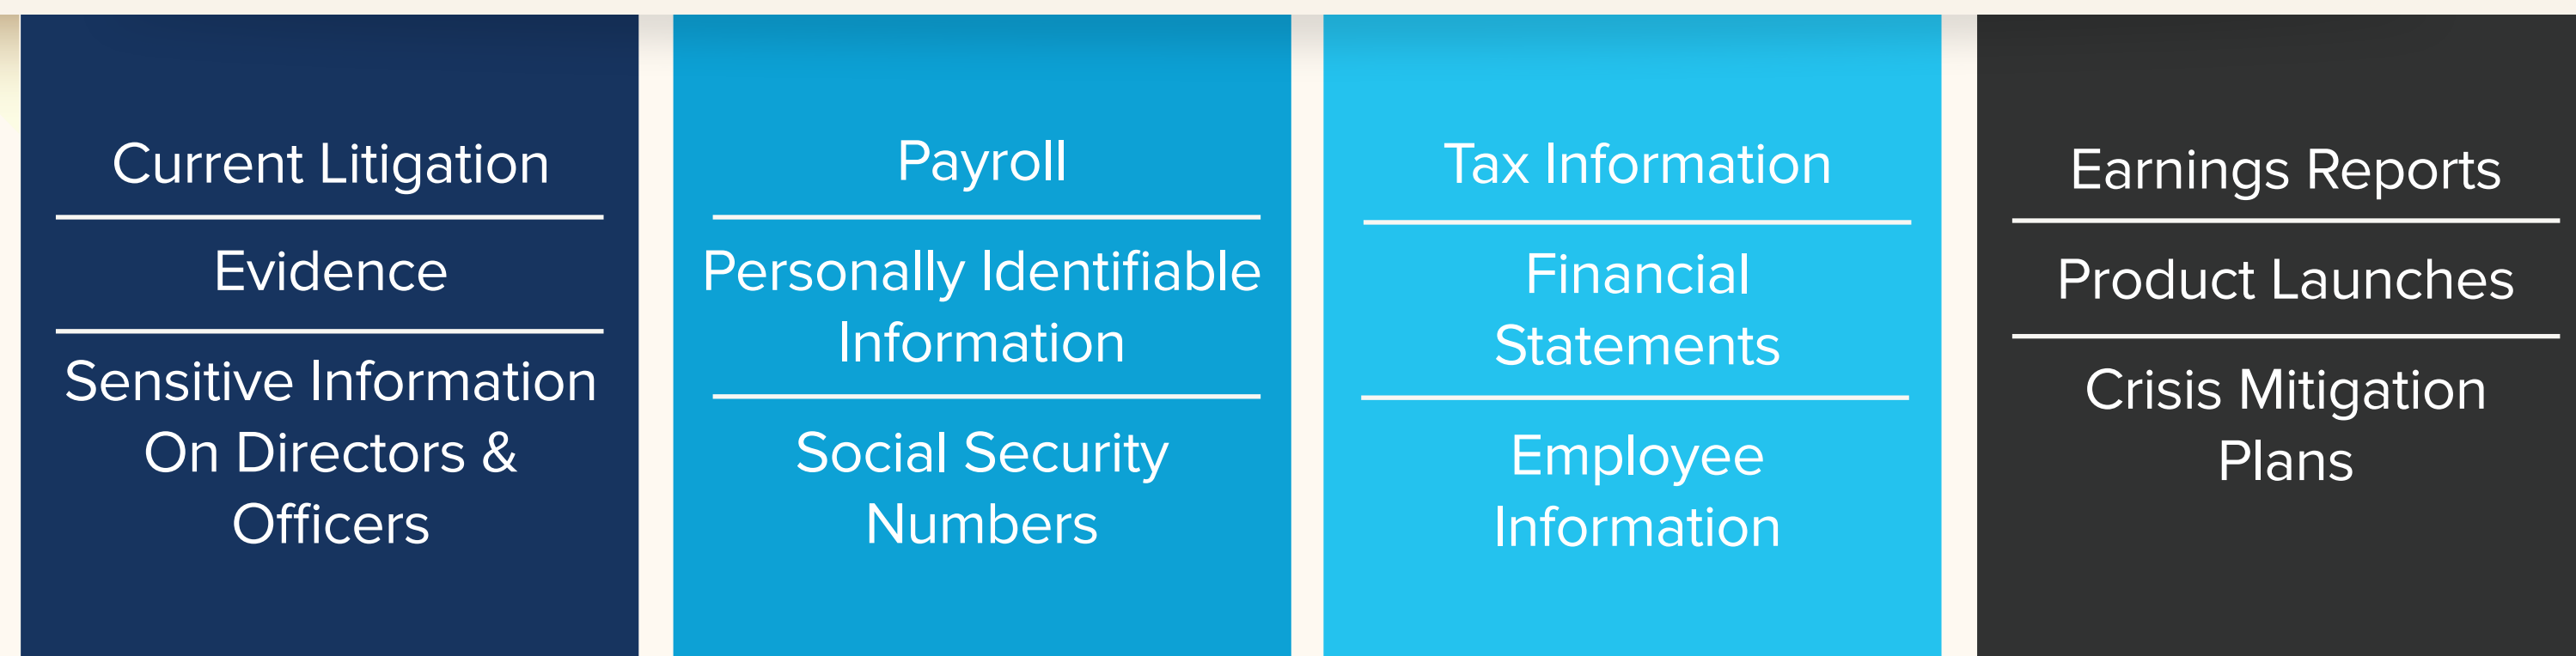 Current Litigation
Evidence
Sensitive Information
On Directors &
Officers
Payroll
Personally Identifiable
Information
Social Security
Numbers
Tax Information
Financial
Statements
Employee
Information
Earnings Reports
Product Launches
Crisis Mitigation
Plans